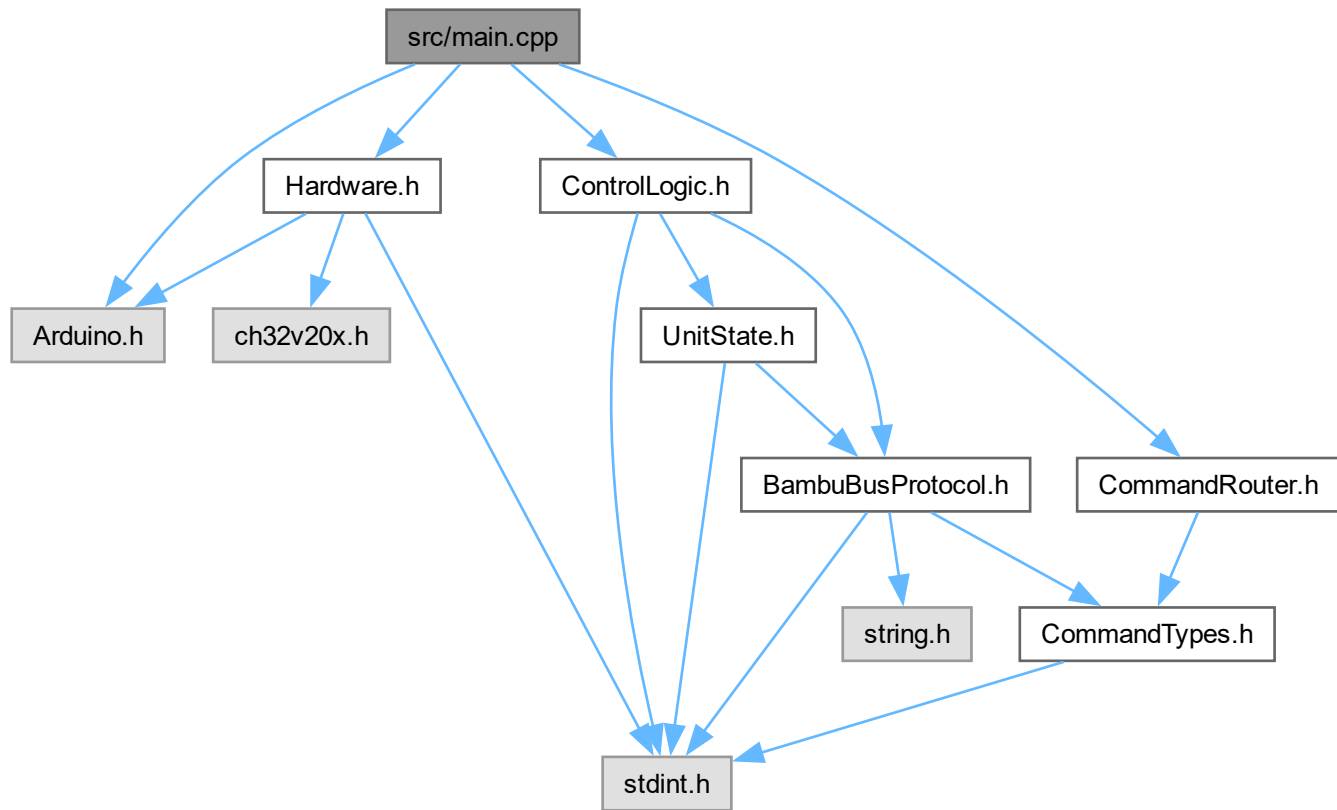 src/main.cpp
Hardware.h
ControlLogic.h
Arduino.h
ch32v20x.h
UnitState.h
BambuBusProtocol.h
CommandRouter.h
string.h
CommandTypes.h
stdint.h